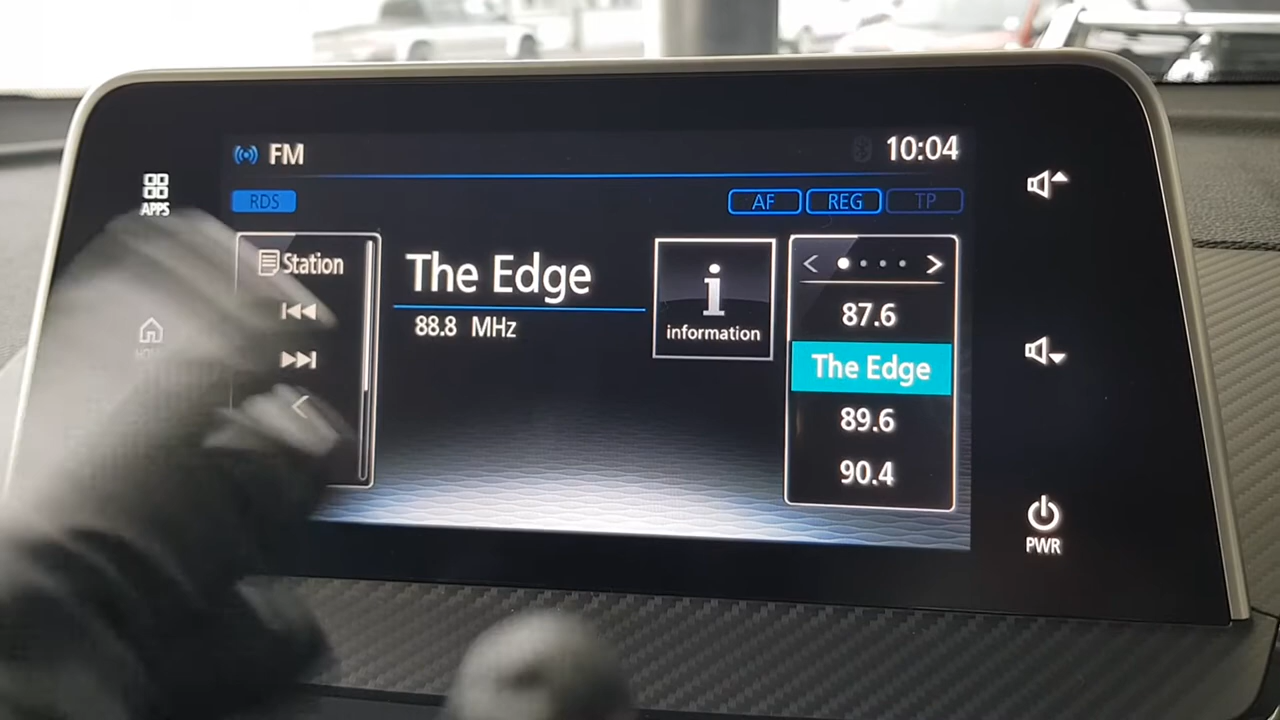 FM
10:04
APPS
RDS
AF
REG
TP
Station
The Edge
88.8 MHz
information
87.6
The Edge
89.6
90.4
HOME
PWR